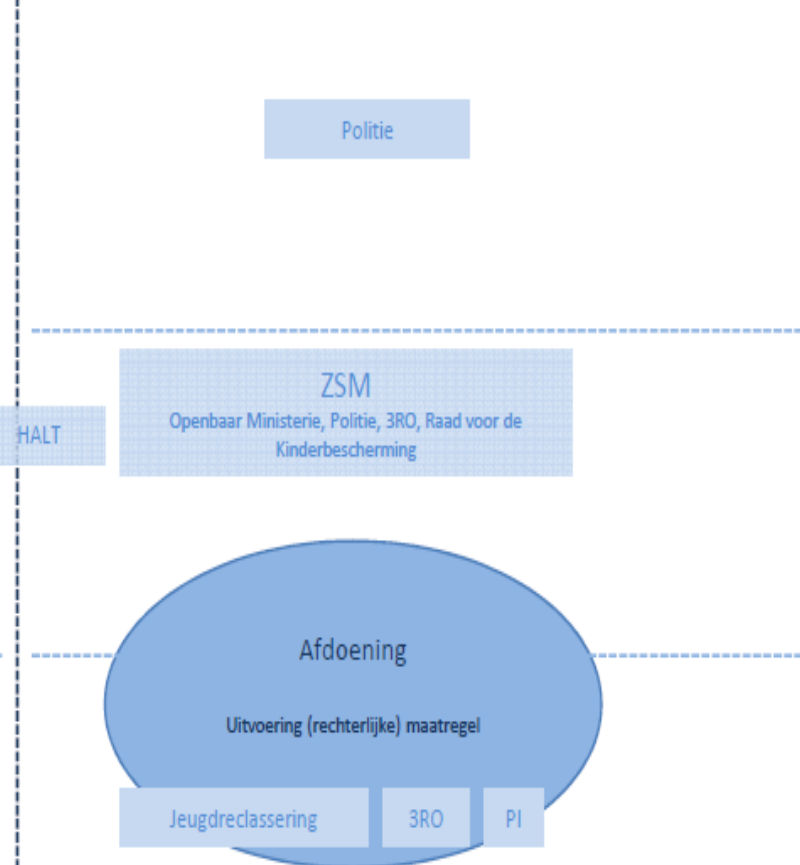 Politie
ZSM
Openbaar Ministerie, Politie, 3RO, Raad voor de
Kinderbescherming
HALT
Afdoening
Uitvoering (rechterlijke) maatregel
Jeugdreclassering
3RO
PI